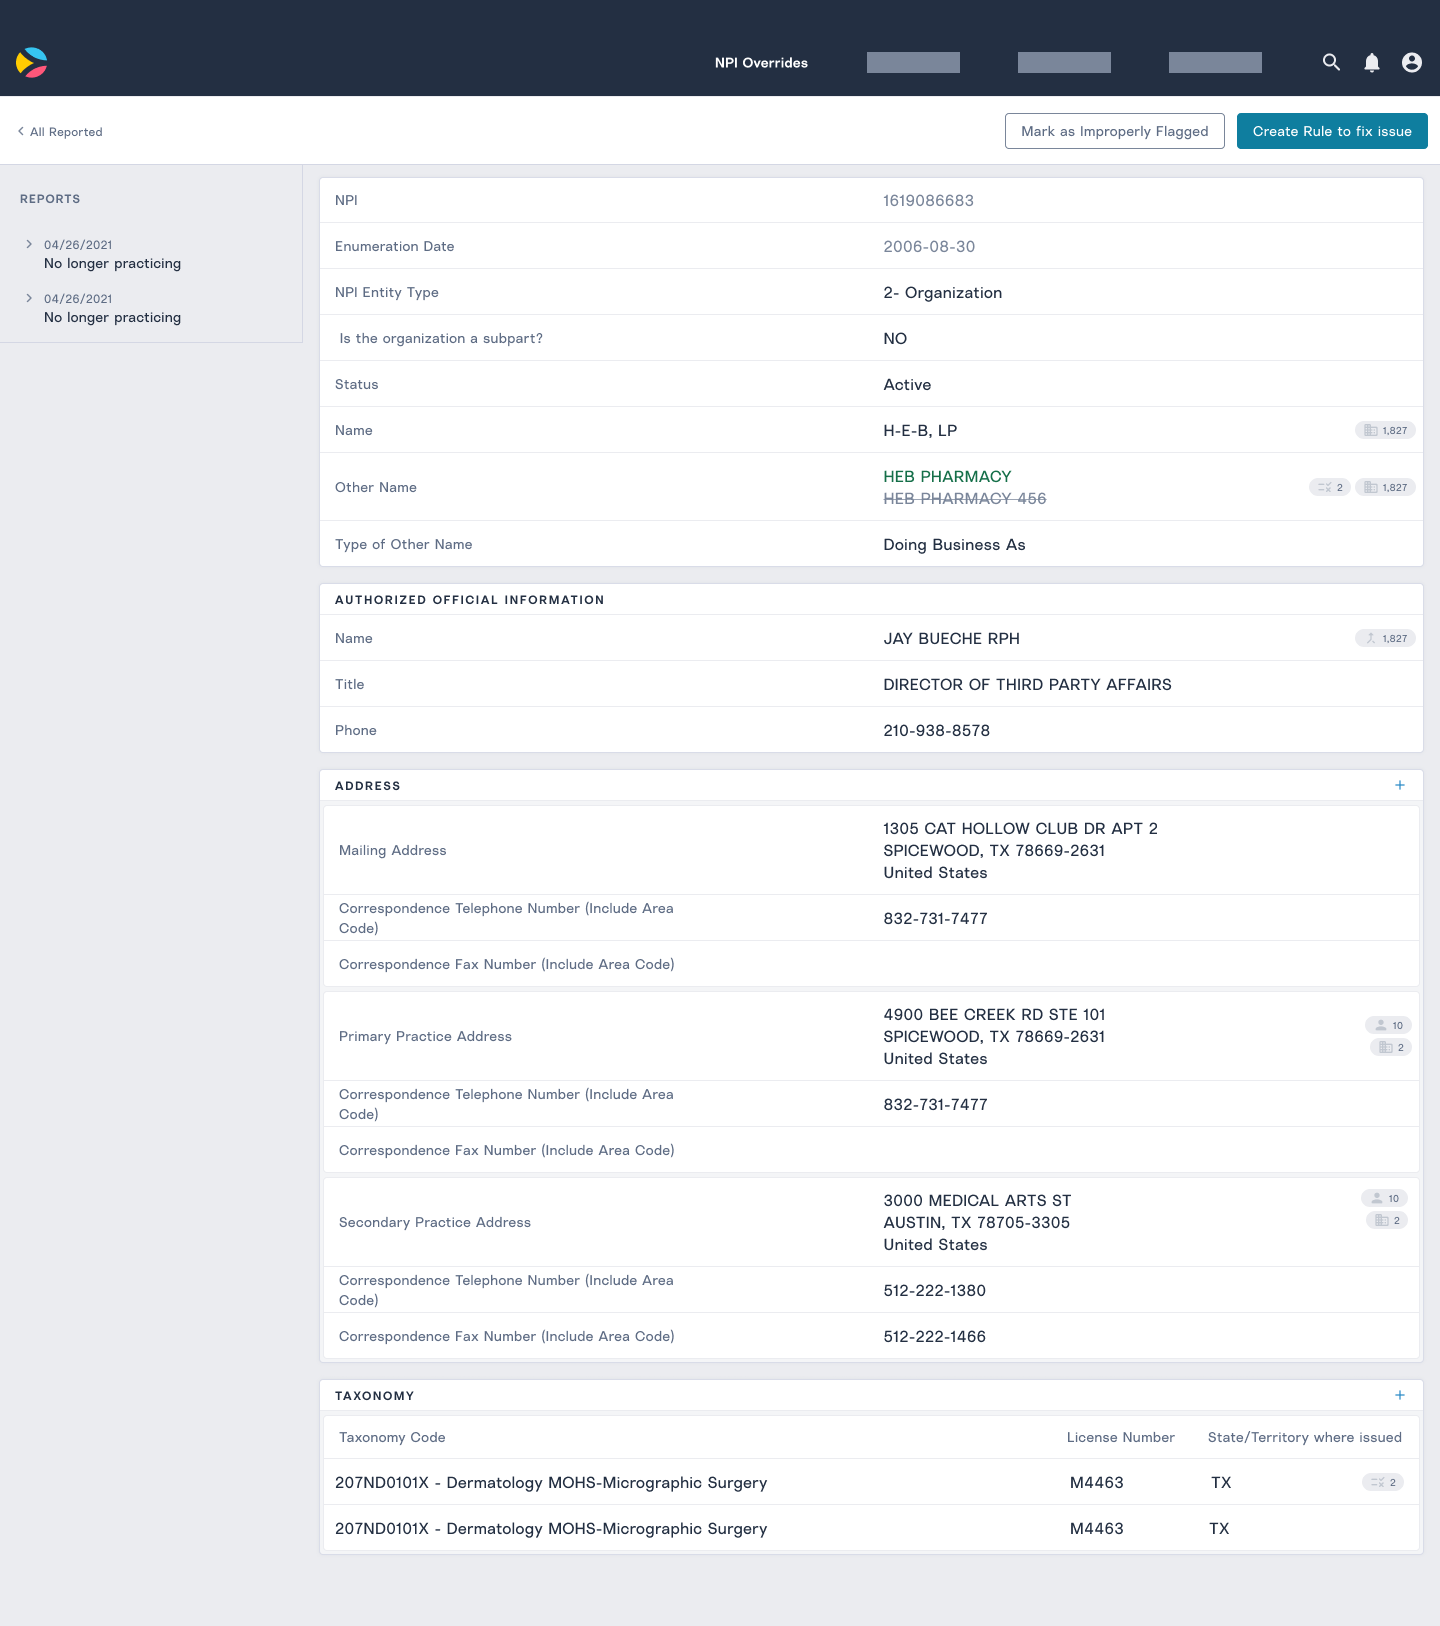 NPI Overrides
All Reported
Mark as Improperly Flagged
Create Rule to fix issue
REPORTS
04/26/2021
No longer practicing
04/26/2021
No longer practicing
NPI 1619086683
Enumeration Date 2006-08-30
NPI Entity Type 2- Organization
Is the organization a subpart? NO
Status Active
Name H-E-B, LP 1,827
Other Name HEB PHARMACY 2 1,827
HEB PHARMACY 456
Type of Other Name Doing Business As
AUTHORIZED OFFICIAL INFORMATION
Name JAY BUECHE RPH 1,827
Title DIRECTOR OF THIRD PARTY AFFAIRS
Phone 210-938-8578
ADDRESS +
Mailing Address 1305 CAT HOLLOW CLUB DR APT 2
SPICEWOOD, TX 78669-2631
United States
Correspondence Telephone Number (Include Area
Code) 832-731-7477
Correspondence Fax Number (Include Area Code)
Primary Practice Address 4900 BEE CREEK RD STE 101 10
SPICEWOOD, TX 78669-2631 2
United States
Correspondence Telephone Number (Include Area
Code) 832-731-7477
Correspondence Fax Number (Include Area Code)
Secondary Practice Address 3000 MEDICAL ARTS ST 10
AUSTIN, TX 78705-3305 2
United States
Correspondence Telephone Number (Include Area
Code) 512-222-1380
Correspondence Fax Number (Include Area Code) 512-222-1466
TAXONOMY +
Taxonomy Code License Number State/Territory where issued
207ND0101X - Dermatology MOHS-Micrographic Surgery M4463 TX 2
207ND0101X - Dermatology MOHS-Micrographic Surgery M4463 TX